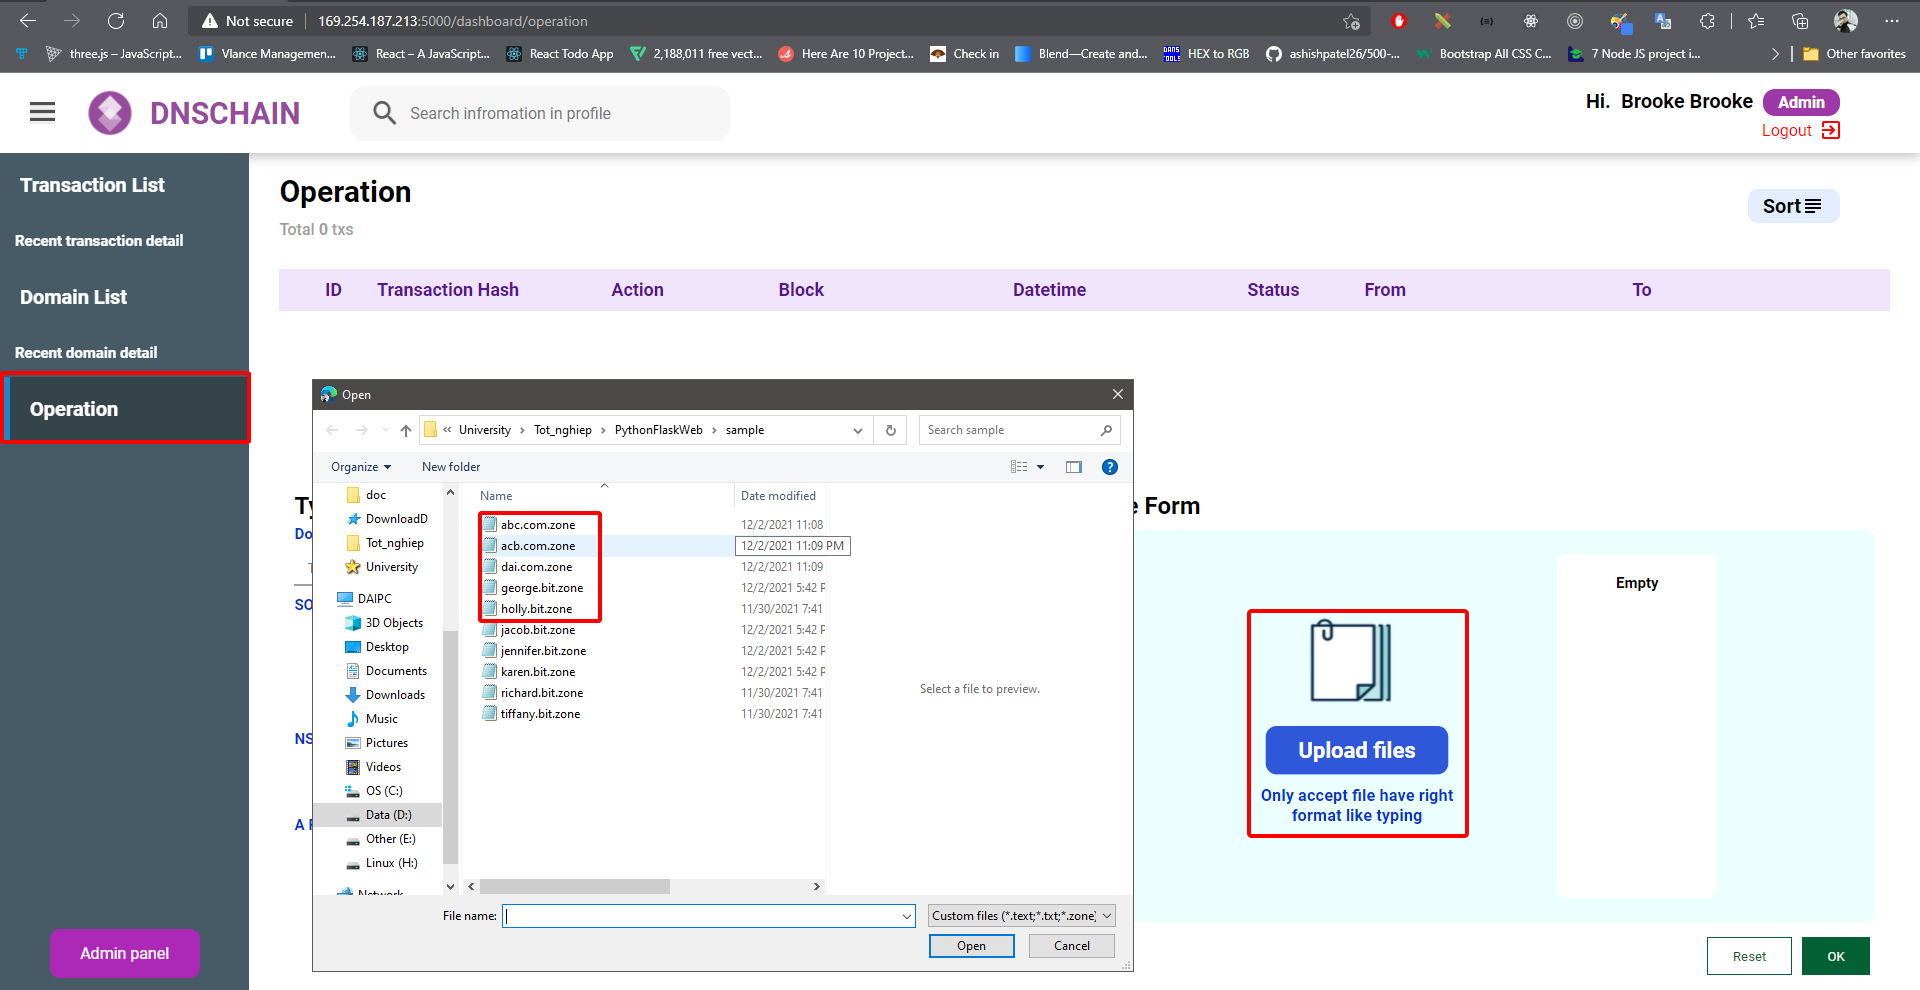 Not secure
169.254.187.213:5000/dashboard/operation
three.js – JavaScript...
Vlance Managemen...
React – A JavaScript...
React Todo App
2,188,011 free vect...
Here Are 10 Project...
Check in
Blend—Create and...
HEX to RGB
ashishpatel26/500-...
Bootstrap All CSS C...
7 Node JS project i...
Other favorites
DNSCHAIN
Search infromation in profile
Hi. Brooke Brooke
Admin
Logout
Transaction List
Recent transaction detail
Domain List
Recent domain detail
Operation
Admin panel
Operation
Total 0 txs
Sort
ID Transaction Hash Action Block Datetime Status From To
Open
« University › Tot_nghiep › PythonFlaskWeb › sample
Search sample
Organize
New folder
doc
DownloadD
Tot_nghiep
University
DAIPC
3D Objects
Desktop
Documents
Downloads
Music
Pictures
Videos
OS (C:)
Data (D:)
Other (E:)
Linux (H:)
Network
Name Date modified
abc.com.zone 12/2/2021 11:08
acb.com.zone 12/2/2021 11:09 PM
dai.com.zone 12/2/2021 11:09
george.bit.zone 12/2/2021 5:42 P
holly.bit.zone 11/30/2021 7:41
jacob.bit.zone 12/2/2021 5:42 P
jennifer.bit.zone 12/2/2021 5:42 P
karen.bit.zone 12/2/2021 5:42 P
richard.bit.zone 11/30/2021 7:41
tiffany.bit.zone 11/30/2021 7:41
Select a file to preview.
File name:
Custom files (*.text;*.txt;*.zone)
Open
Cancel
Do
SO
NS
A
Form
Empty
Upload files
Only accept file have right
format like typing
Reset
OK